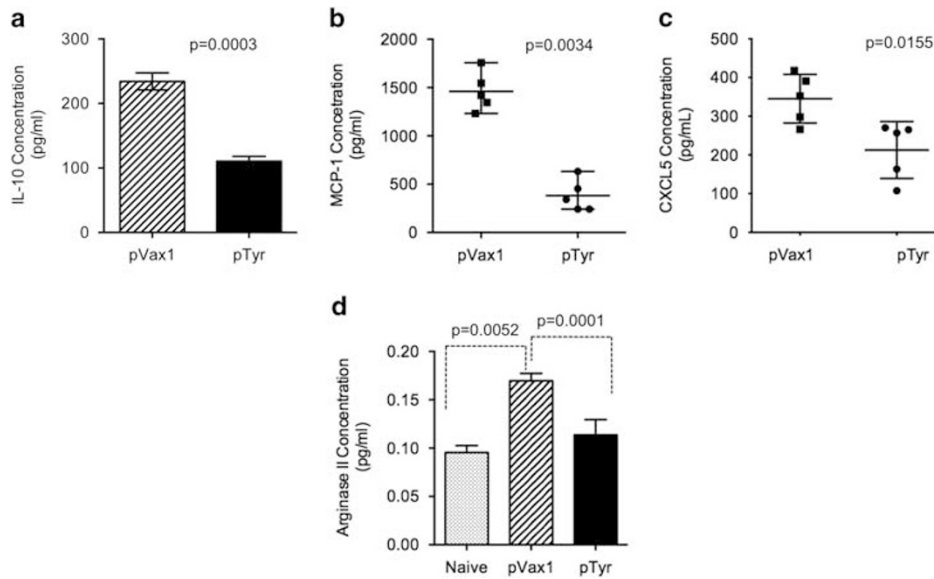 a
p=0.0003
IL-10 Concentration
(pg/ml)
300
200
100
0
pVax1
pTyr
b
p=0.0034
MCP-1 Concetration
(pg/ml)
2000
1500
1000
500
0
pVax1
pTyr
c
p=0.0155
CXCL5 Concentration
(pg/mL)
500
400
300
200
100
0
pVax1
pTyr
d
p=0.0052
p=0.0001
Arginase II Concentration
(pg/ml)
0.20
0.15
0.10
0.05
0.00
Naive
pVax1
pTyr